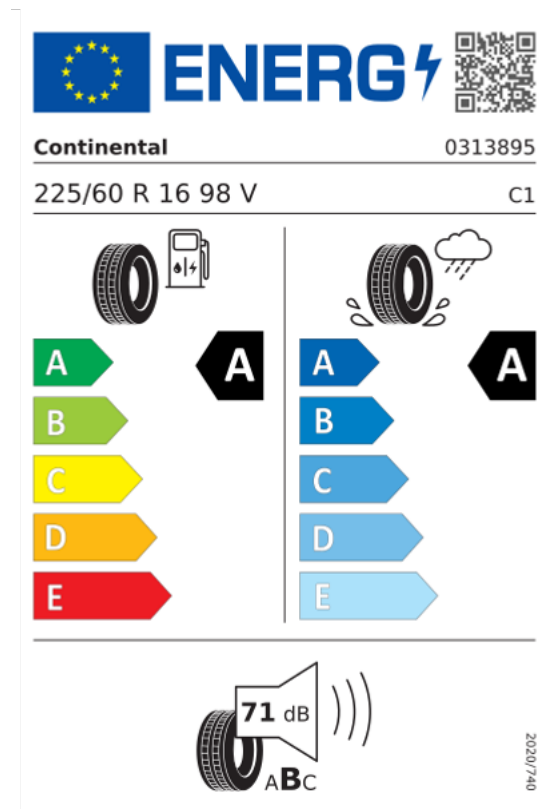 ENERG
Continental 0313895
225/60 R 16 98 V C1
A A
B
C
D
E
A A
B
C
D
E
71 dB
ABC
2020/740